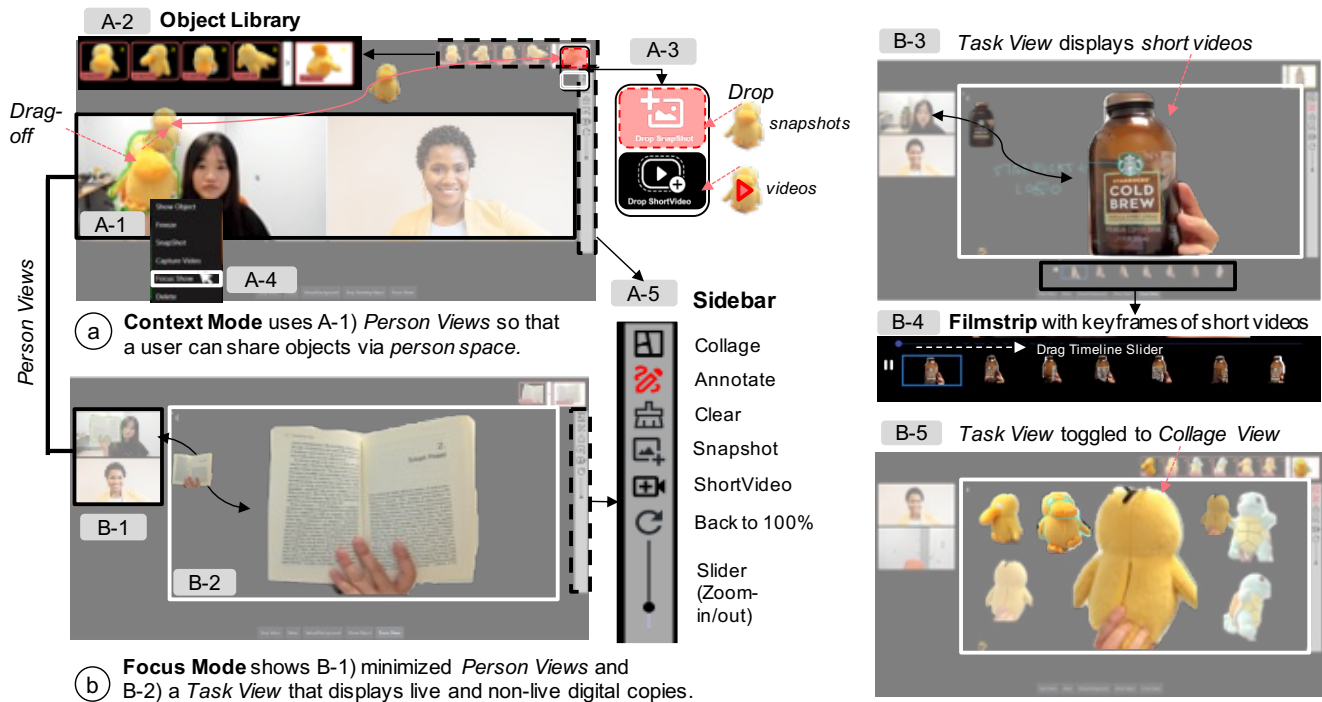 A-2 Object Library
A-3
Drag-
off
Drop
snapshots
Drop SnapShot
videos
Drop ShortVideo
A-1
Show Object
Freeze
SnapShot
Capture Video
Focus Show
Delete
A-4
Person Views
a Context Mode uses A-1) Person Views so that
a user can share objects via person space.
A-5 Sidebar
Collage
Annotate
Clear
Snapshot
ShortVideo
Back to 100%
Slider
(Zoom-
in/out)
B-1
B-2
2.
b Focus Mode shows B-1) minimized Person Views and
B-2) a Task View that displays live and non-live digital copies.
B-3 Task View displays short videos
STARBUCKS
LOGO
COLD
BREW
B-4 Filmstrip with keyframes of short videos
Drag Timeline Slider
B-5 Task View toggled to Collage View